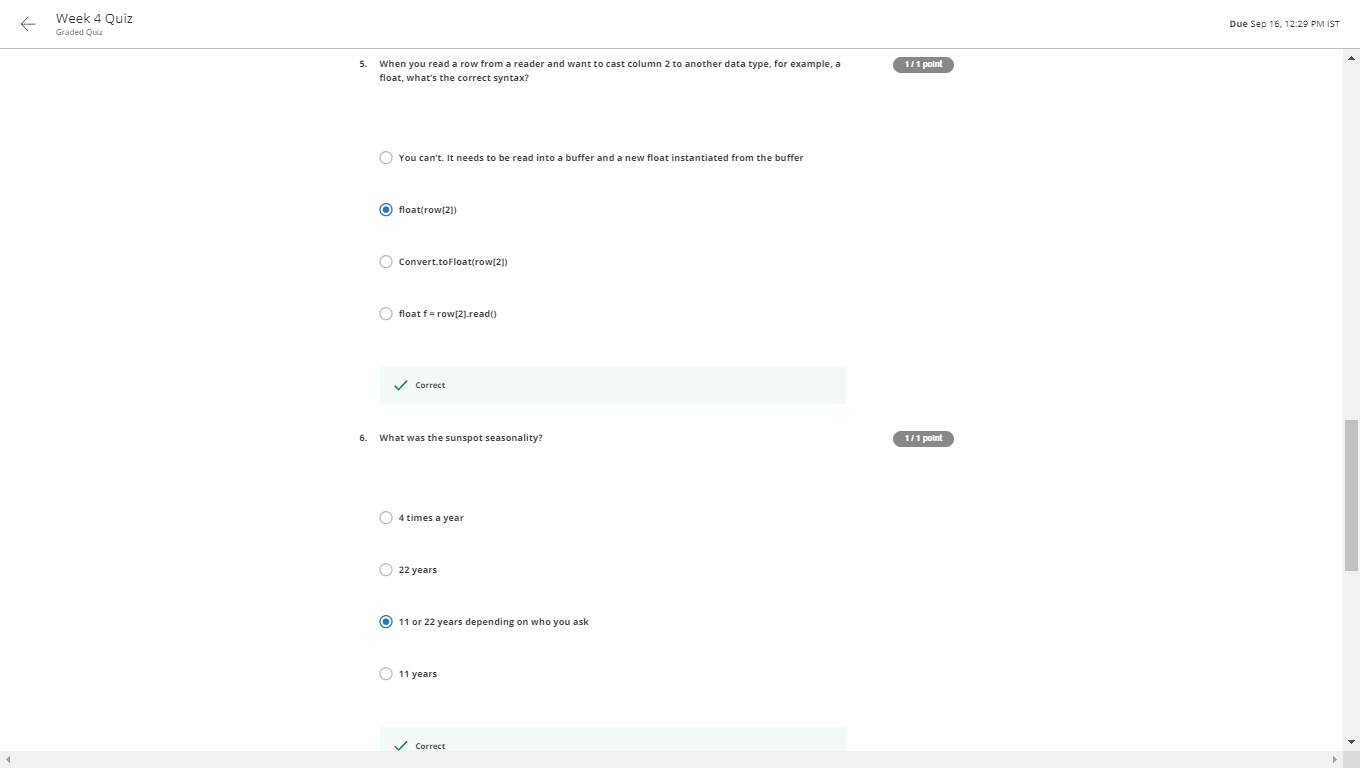 Week 4 Quiz
Graded Quiz
Due Sep 16, 12:29 PM IST
5. When you read a row from a reader and want to cast column 2 to another data type, for example, a
float, what's the correct syntax?
1 / 1 point
You can't. It needs to be read into a buffer and a new float instantiated from the buffer
float(row[2])
Convert.toFloat(row[2])
float f = row[2].read()
Correct
6. What was the sunspot seasonality?
1 / 1 point
4 times a year
22 years
11 or 22 years depending on who you ask
11 years
Correct